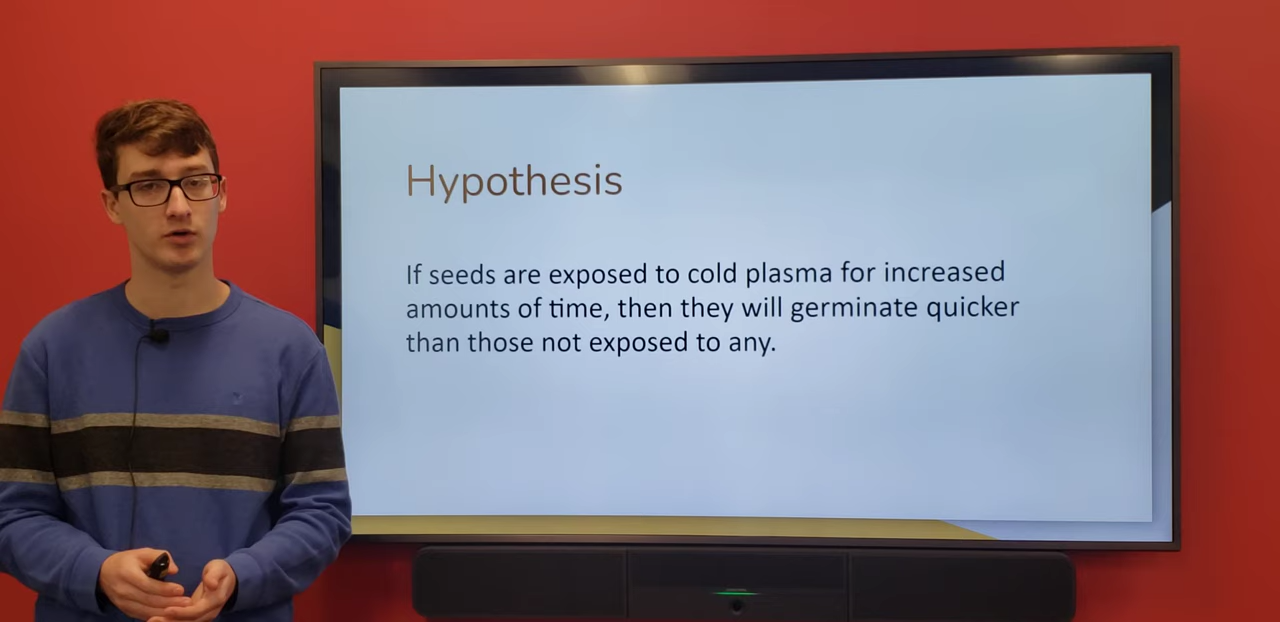 Hypothesis
If seeds are exposed to cold plasma for increased
amounts of time, then they will germinate quicker
than those not exposed to any.